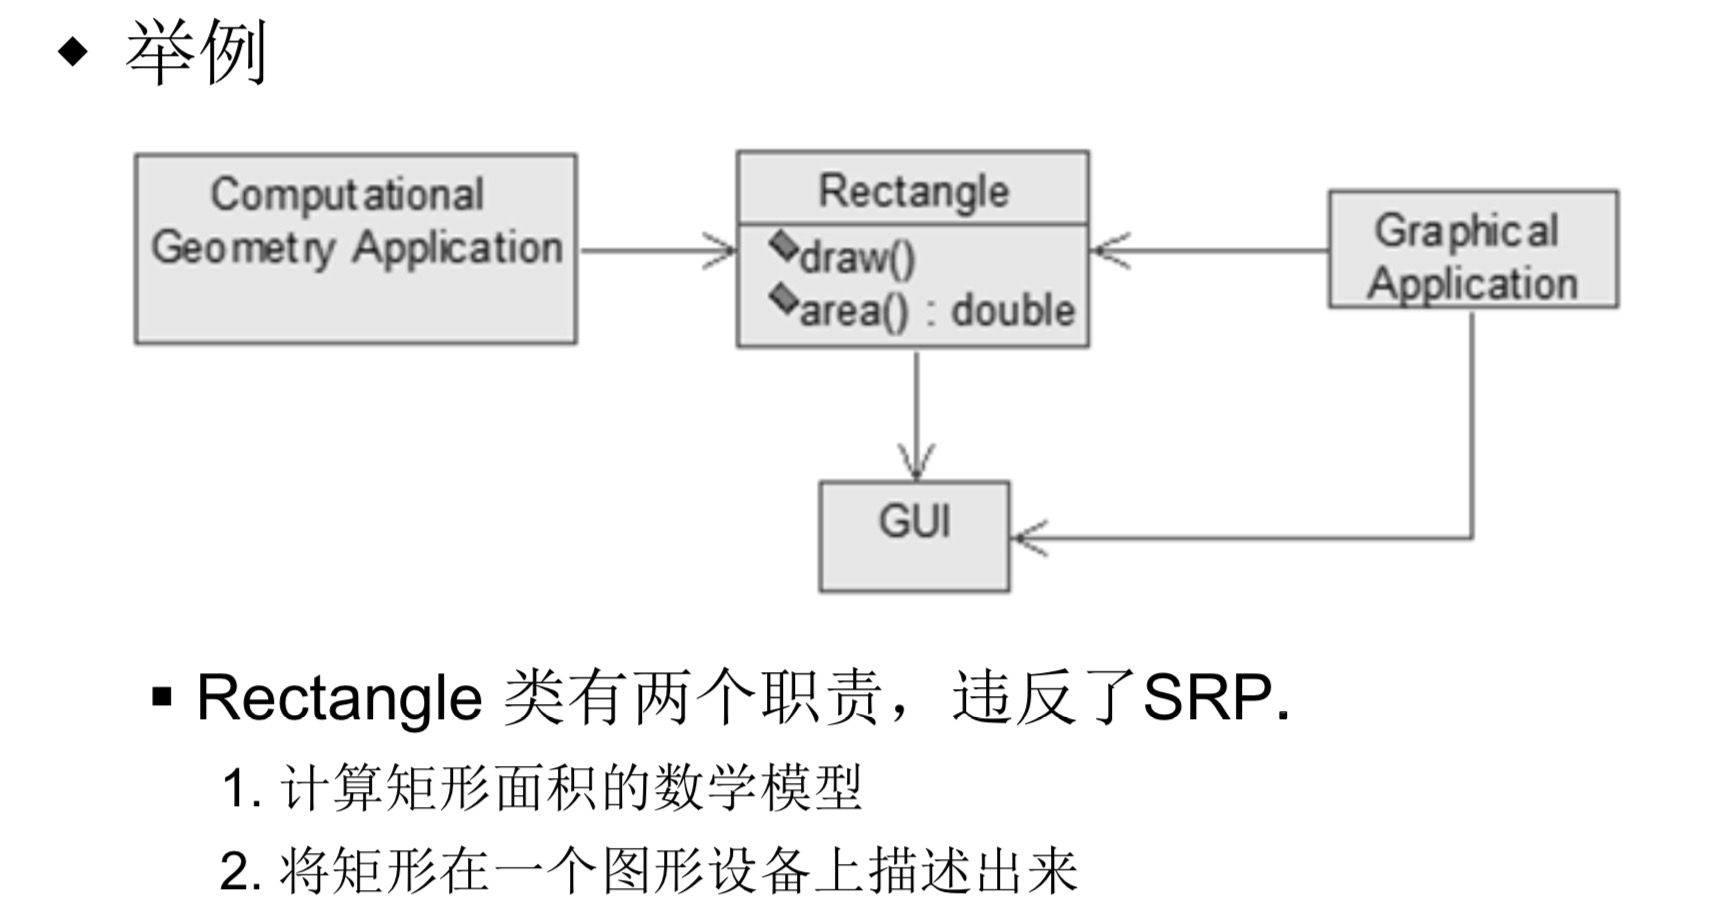 举例
Computational
Geometry Application
Rectangle
draw()
area() : double
Graphical
Application
GUI
Rectangle 类有两个职责，违反了SRP.
1. 计算矩形面积的数学模型
2. 将矩形在一个图形设备上描述出来